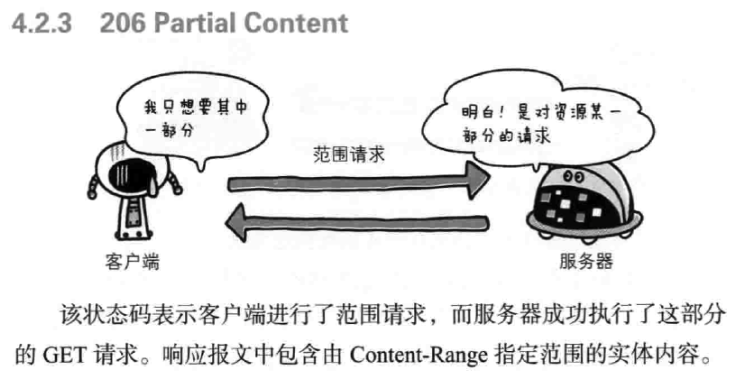 4.2.3 206 Partial Content
我只想要其中
一部分
明白！是对资源某一
部分的请求
范围请求
客户端
服务器
该状态码表示客户端进行了范围请求，而服务器成功执行了这部分
的 GET 请求。响应报文中包含由 Content-Range 指定范围的实体内容。